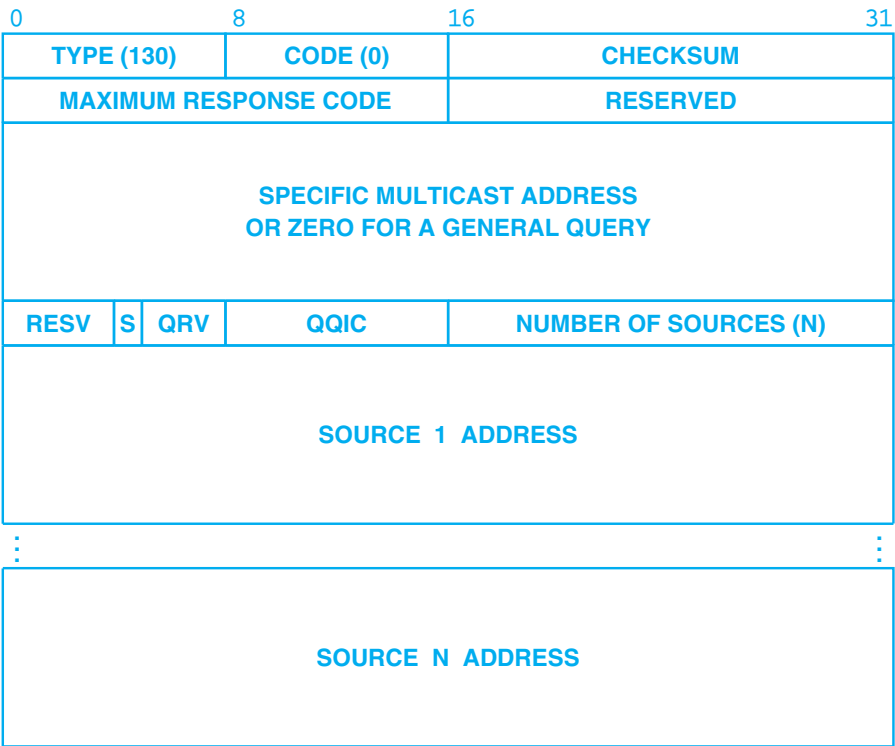 0 8 16 31
TYPE (130) CODE (0) CHECKSUM
MAXIMUM RESPONSE CODE RESERVED
SPECIFIC MULTICAST ADDRESS
OR ZERO FOR A GENERAL QUERY
RESV S QRV QQIC NUMBER OF SOURCES (N)
SOURCE 1 ADDRESS
SOURCE N ADDRESS